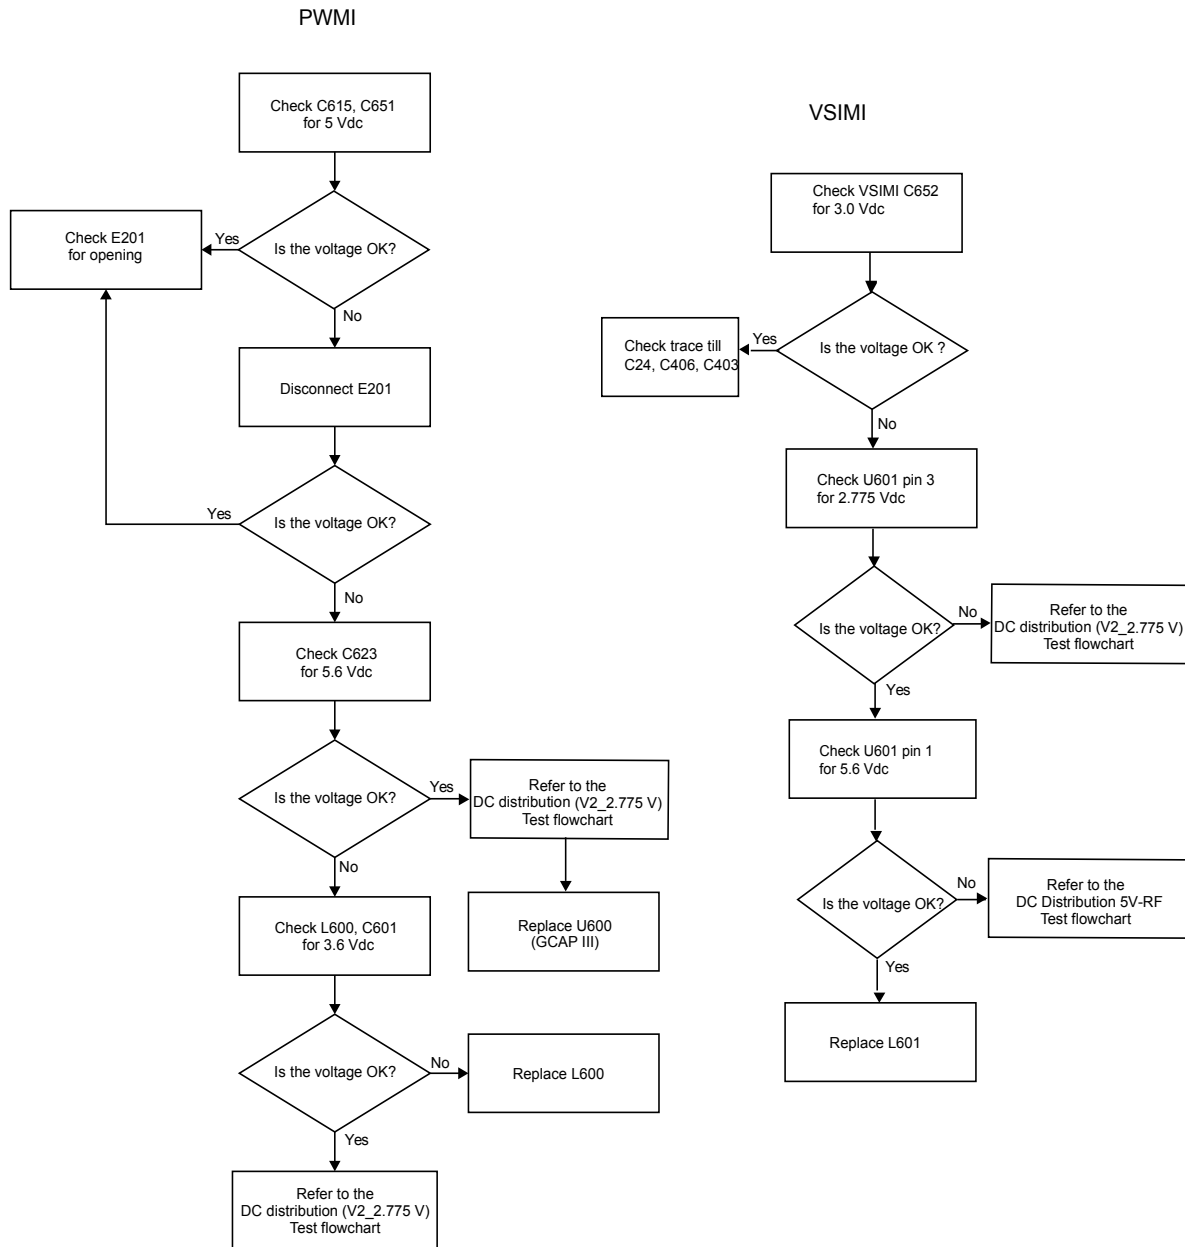 PWMI
Check C615, C651
for 5 Vdc
Is the voltage OK?
Yes
Check E201
for opening
No
Disconnect E201
Is the voltage OK?
Yes
No
Check C623
for 5.6 Vdc
Is the voltage OK?
Yes
Refer to the
DC distribution (V2_2.775 V)
Test flowchart
Replace U600
(GCAP III)
No
Check L600, C601
for 3.6 Vdc
Is the voltage OK?
No
Replace L600
Yes
Refer to the
DC distribution (V2_2.775 V)
Test flowchart
VSIMI
Check VSIMI C652
for 3.0 Vdc
Is the voltage OK ?
Yes
Check trace till
C24, C406, C403
No
Check U601 pin 3
for 2.775 Vdc
Is the voltage OK?
No
Refer to the
DC distribution (V2_2.775 V)
Test flowchart
Yes
Check U601 pin 1
for 5.6 Vdc
Is the voltage OK?
No
Refer to the
DC Distribution 5V-RF
Test flowchart
Yes
Replace L601